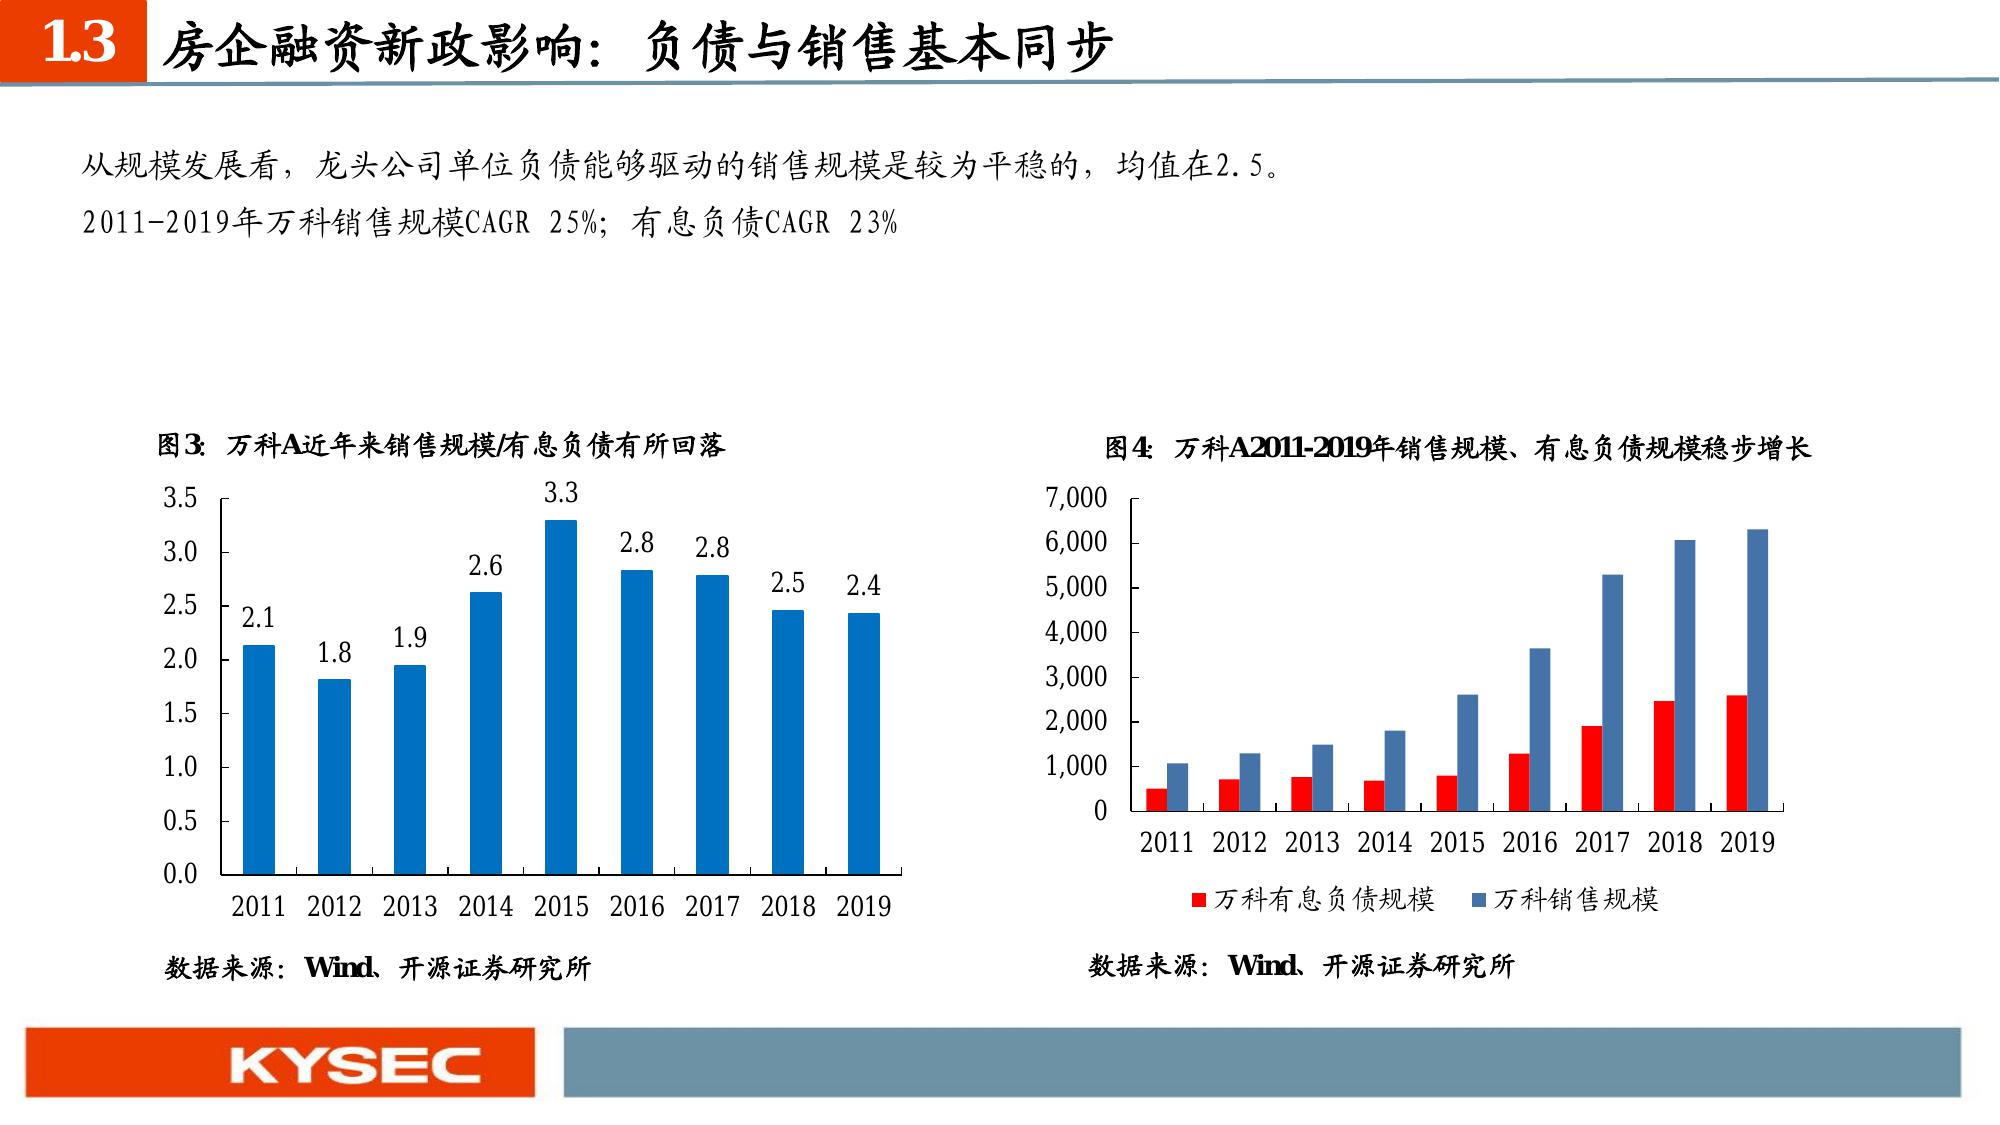 1.3 房企融资新政影响：负债与销售基本同步
从规模发展看，龙头公司单位负债能够驱动的销售规模是较为平稳的，均值在2.5。
2011-2019年万科销售规模CAGR 25%；有息负债CAGR 23%
图3：万科A近年来销售规模/有息负债有所回落
3.5
3.0
2.5
2.0
1.5
1.0
0.5
0.0
2.1
1.8
1.9
2.6
3.3
2.8
2.8
2.5
2.4
2011 2012 2013 2014 2015 2016 2017 2018 2019
数据来源：Wind、开源证券研究所
图4：万科A2011-2019年销售规模、有息负债规模稳步增长
7,000
6,000
5,000
4,000
3,000
2,000
1,000
0
2011 2012 2013 2014 2015 2016 2017 2018 2019
万科有息负债规模 万科销售规模
数据来源：Wind、开源证券研究所
KYSEC